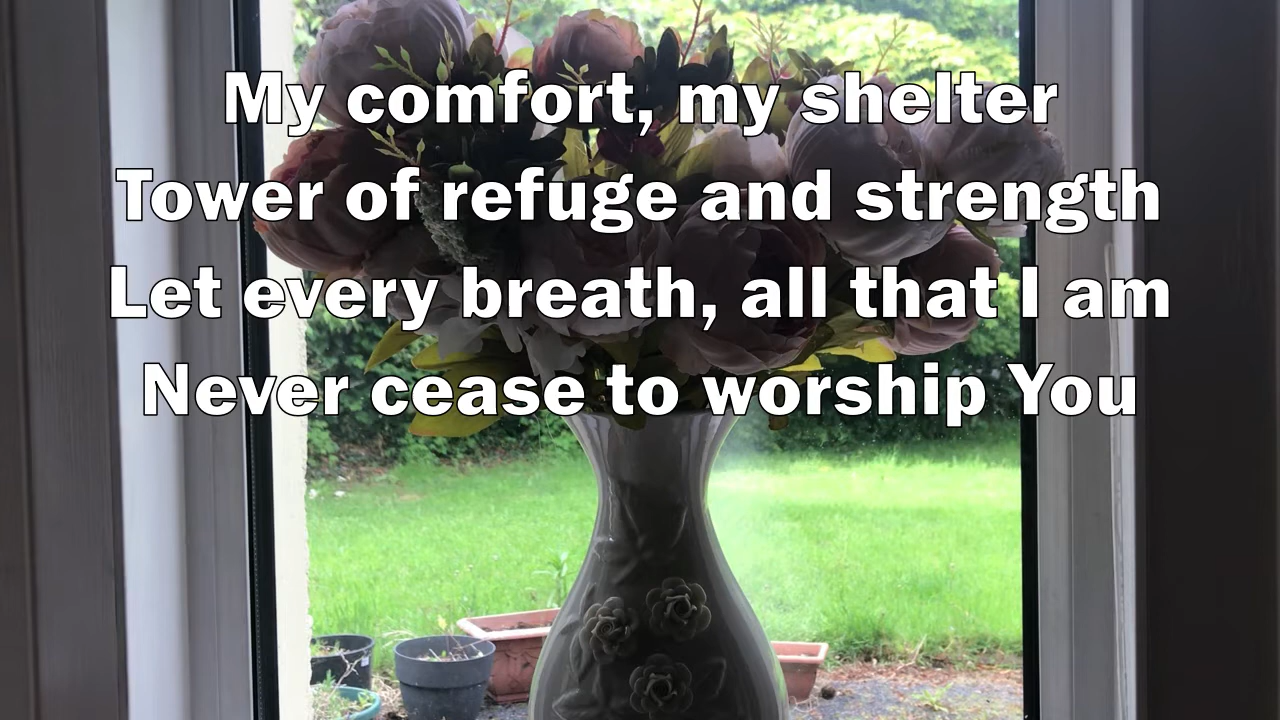 My comfort, my shelter
Tower of refuge and strength
Let every breath, all that I am
Never cease to worship You